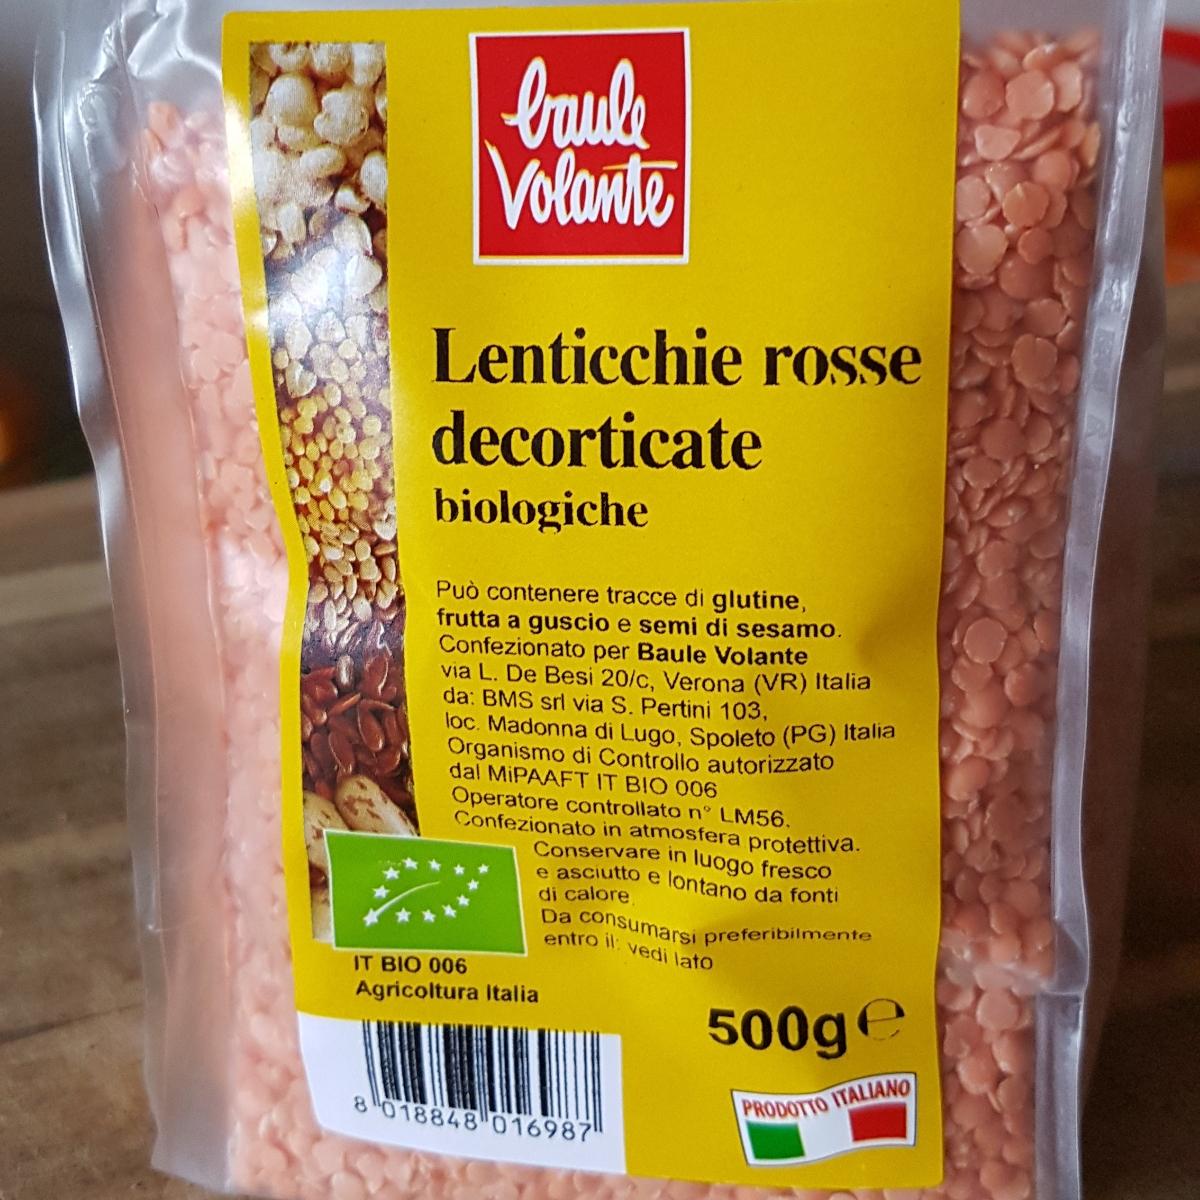 baule
Volante
Lenticchie rosse
decorticate
biologiche
Può contenere tracce di glutine,
frutta a guscio e semi di sesamo.
Confezionato per Baule Volante
via L. De Besi 20/c, Verona (VR) Italia
da: BMS srl via S. Pertini 103,
loc. Madonna di Lugo, Spoleto (PG) Italia
Organismo di Controllo autorizzato
dal MiPAAFT IT BIO 006
Operatore controllato n° LM56.
Confezionato in atmosfera protettiva.
Conservare in luogo fresco
e asciutto e lontano da fonti
di calore.
Da consumarsi preferibilmente
entro il: vedi lato
IT BIO 006
Agricoltura Italia
500g e
8 018848 016987
PRODOTTO ITALIANO